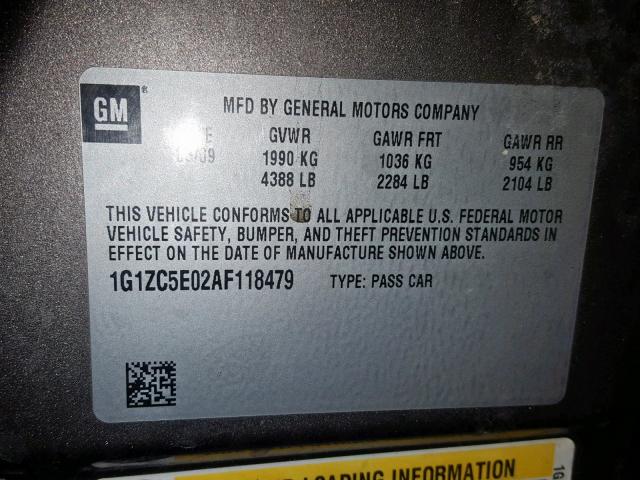 GM ®
MFD BY GENERAL MOTORS COMPANY
GVWR GAWR FRT GAWR RR
1990 KG 1036 KG 954 KG
4388 LB 2284 LB 2104 LB
THIS VEHICLE CONFORMS TO ALL APPLICABLE U.S. FEDERAL MOTOR
VEHICLE SAFETY, BUMPER, AND THEFT PREVENTION STANDARDS IN
EFFECT ON THE DATE OF MANUFACTURE SHOWN ABOVE.
1G1ZC5E02AF118479 TYPE: PASS CAR
LOADING INFORMATION